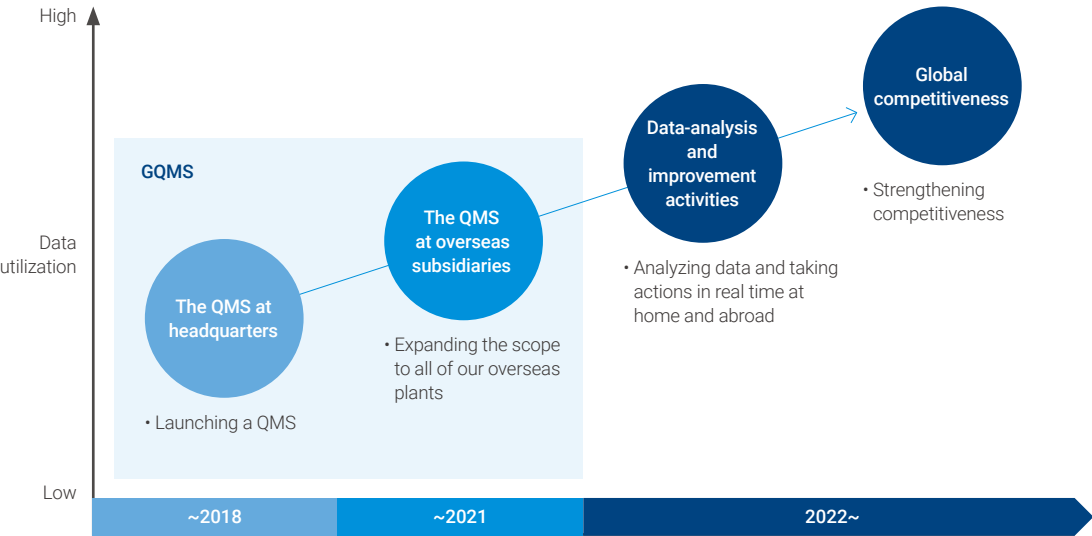 High
Data
utilization
Low
GQMS
The QMS at
headquarters
• Launching a QMS
The QMS
at overseas
subsidiaries
• Expanding the scope
to all of our overseas
plants
Data-analysis
and
improvement
activities
• Analyzing data and taking
actions in real time at
home and abroad
Global
competitiveness
• Strengthening
competitiveness
~2018
~2021
2022~